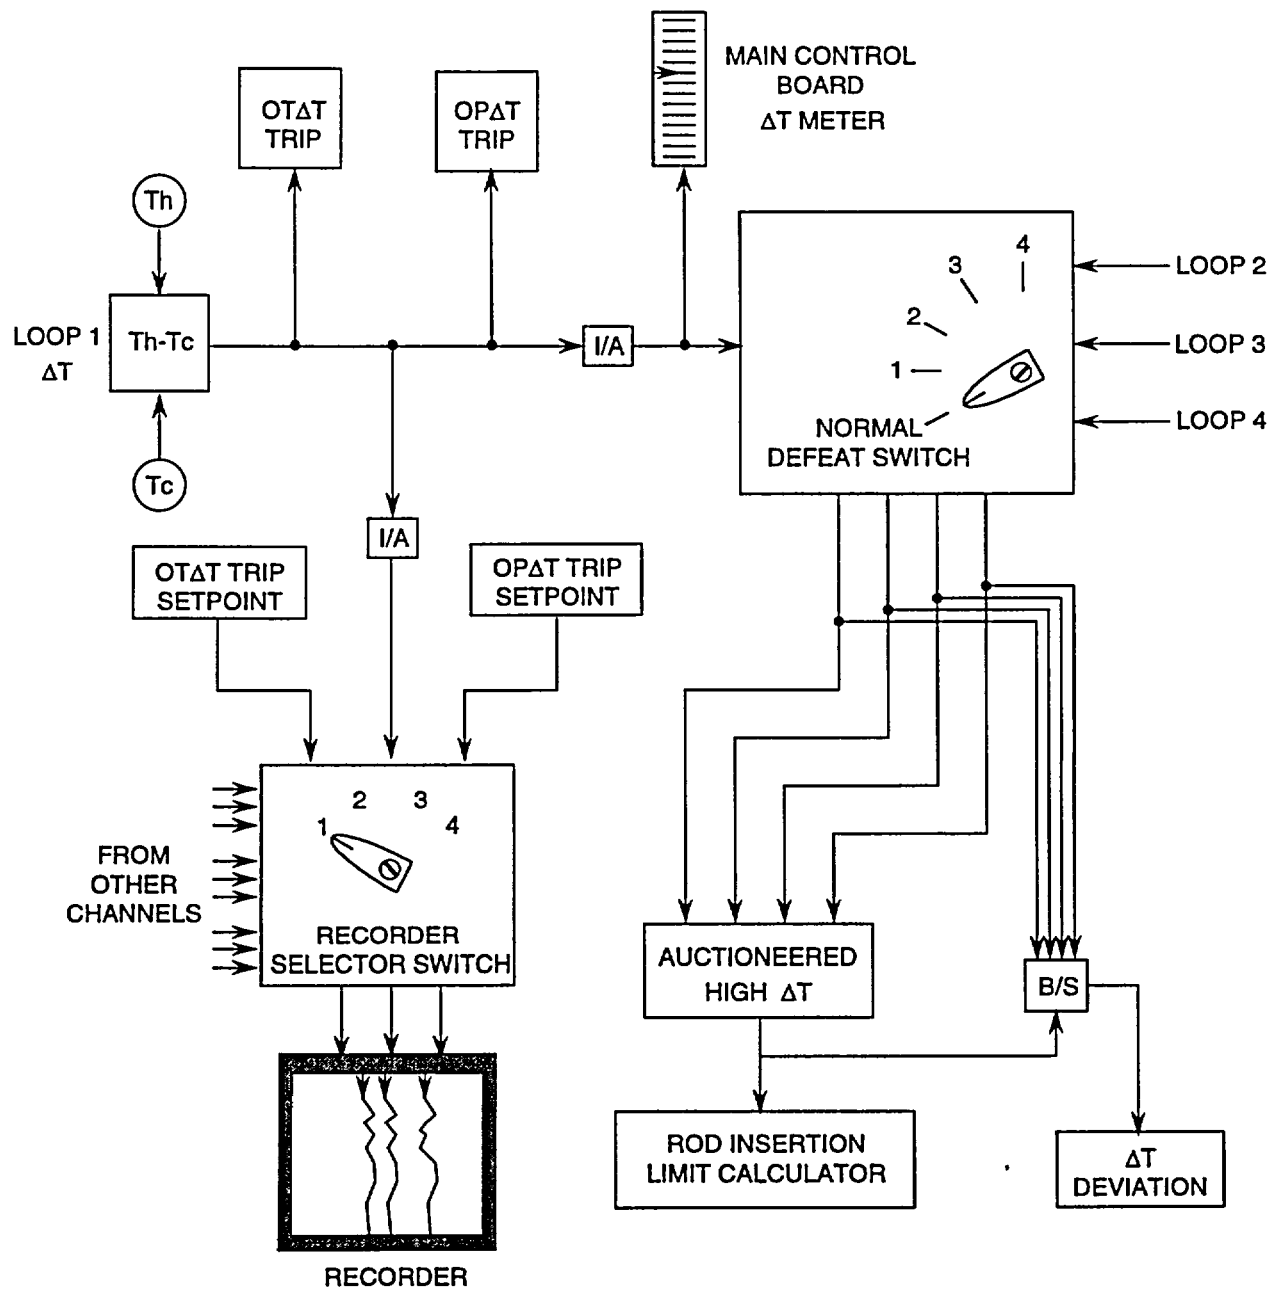 MAIN CONTROL
BOARD
ΔT METER
OTΔT
TRIP
OPΔT
TRIP
Th
LOOP 1
ΔT
Th-Tc
I/A
Tc
4
3
2
1
NORMAL
DEFEAT SWITCH
LOOP 2
LOOP 3
LOOP 4
I/A
OTΔT TRIP
SETPOINT
OPΔT TRIP
SETPOINT
2
3
1
4
FROM
OTHER
CHANNELS
RECORDER
SELECTOR SWITCH
AUCTIONEERED
HIGH ΔT
B/S
ROD INSERTION
LIMIT CALCULATOR
ΔT
DEVIATION
RECORDER